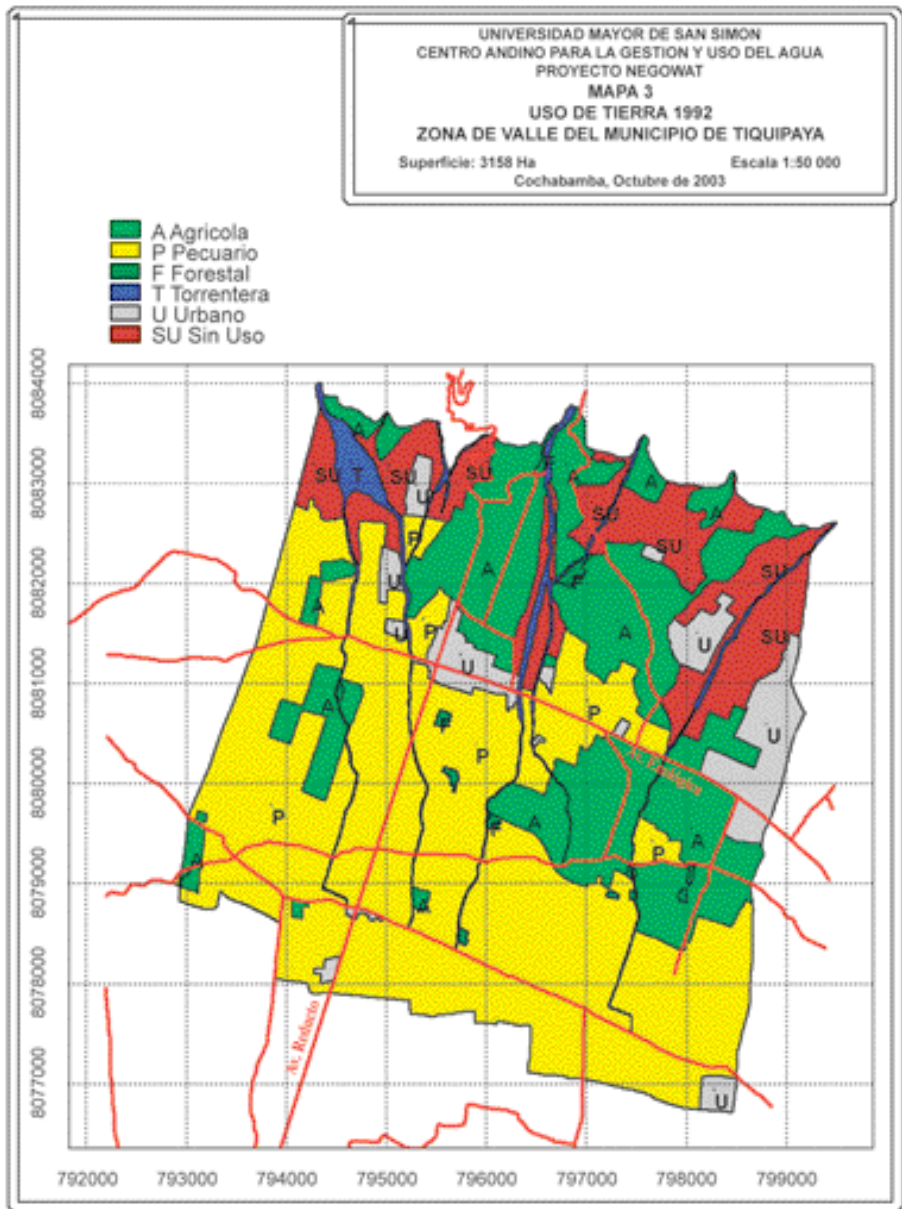 UNIVERSIDAD MAYOR DE SAN SIMON
CENTRO ANDINO PARA LA GESTION Y USO DEL AGUA
PROYECTO NEGOWAT
MAPA 3
USO DE TIERRA 1992
ZONA DE VALLE DEL MUNICIPIO DE TIQUIPAYA
Superficie: 3158 Ha Escala 1:50 000
Cochabamba, Octubre de 2003
A Agricola
P Pecuario
F Forestal
T Torrentera
U Urbano
SU Sin Uso
8084000
8083000
8082000
8081000
8080000
8079000
8078000
8077000
A
SU T SU SU F A A
U SU A
P SU
A SU
U F
A
U P A U SU
U
A P U
F P
P A A
F P
A
A
Av. Reducto
U
792000 793000 794000 795000 796000 797000 798000 799000